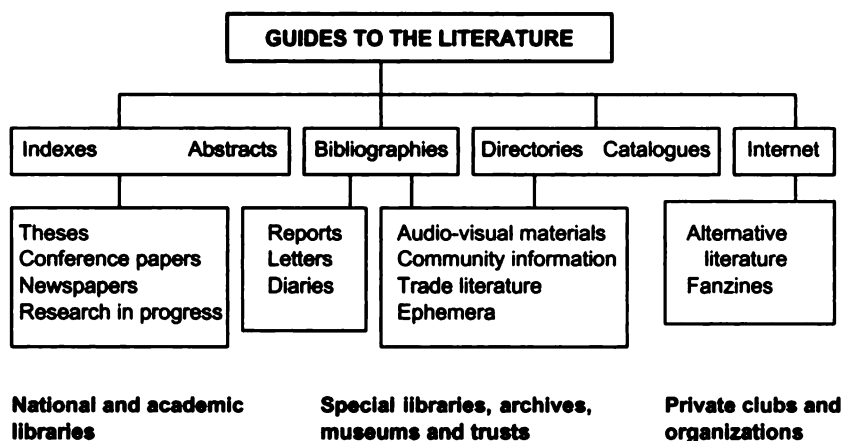 GUIDES TO THE LITERATURE
Indexes Abstracts
Bibliographies
Directories Catalogues
Internet
Theses
Conference papers
Newspapers
Research in progress
Reports
Letters
Diaries
Audio-visual materials
Community information
Trade literature
Ephemera
Alternative
literature
Fanzines
National and academic
libraries
Special libraries, archives,
museums and trusts
Private clubs and
organizations